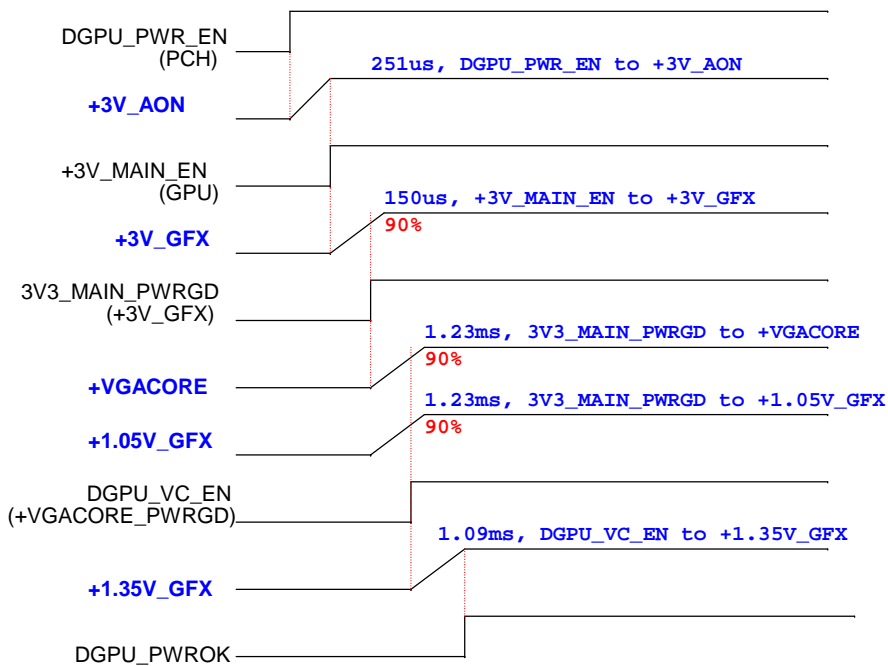 DGPU_PWR_EN
(PCH)
251us, DGPU_PWR_EN to +3V_AON
+3V_AON
+3V_MAIN_EN
(GPU)
150us, +3V_MAIN_EN to +3V_GFX
90%
+3V_GFX
3V3_MAIN_PWRGD
(+3V_GFX)
1.23ms, 3V3_MAIN_PWRGD to +VGACORE
90%
+VGACORE
1.23ms, 3V3_MAIN_PWRGD to +1.05V_GFX
90%
+1.05V_GFX
DGPU_VC_EN
(+VGACORE_PWRGD)
1.09ms, DGPU_VC_EN to +1.35V_GFX
+1.35V_GFX
DGPU_PWROK